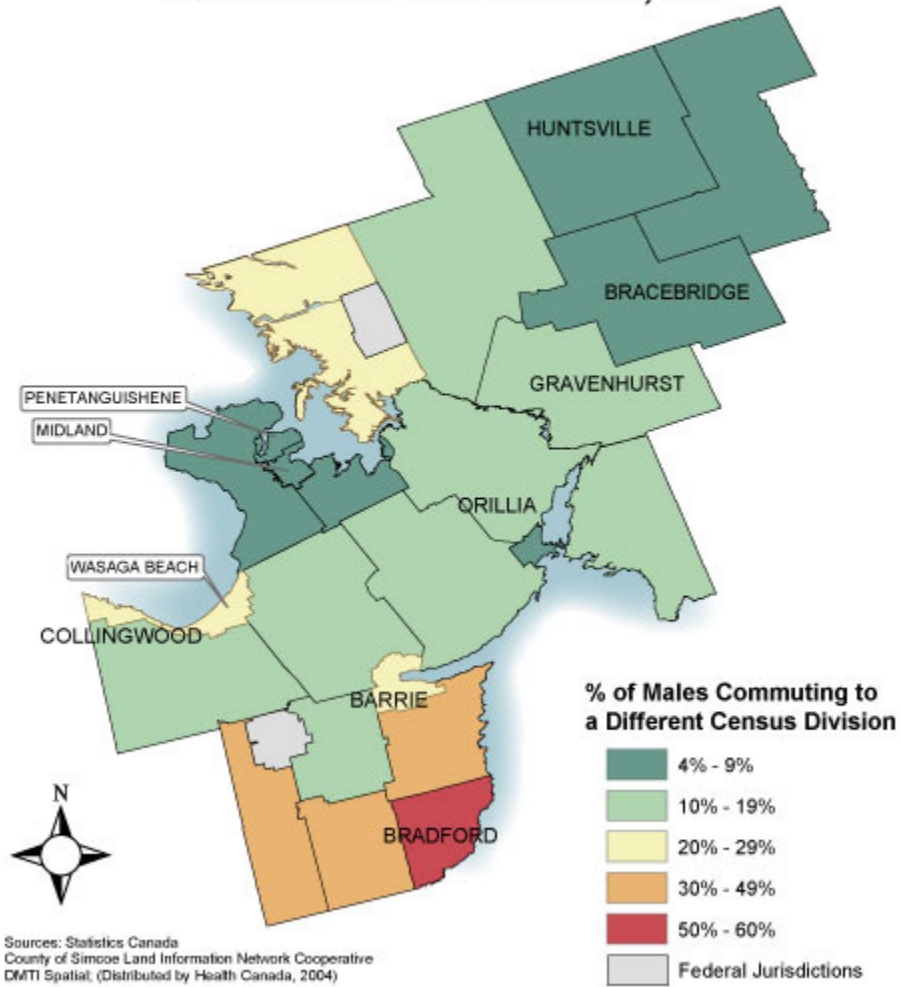 HUNTSVILLE
BRACEBRIDGE
GRAVENHURST
PENETANGUISHENE
MIDLAND
ORILLIA
WASAGA BEACH
COLLINGWOOD
BARRIE
BRADFORD
% of Males Commuting to
a Different Census Division
4% - 9%
10% - 19%
20% - 29%
30% - 49%
50% - 60%
Federal Jurisdictions
N
Sources: Statistics Canada
County of Simcoe Land Information Network Cooperative
DMTI Spatial; (Distributed by Health Canada, 2004)